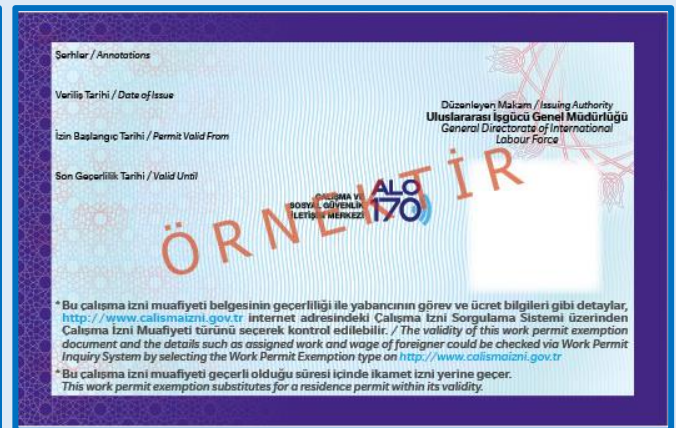 Şerhler / Annotations
Veriliş Tarihi / Date of Issue
Düzenleyen Makam / Issuing Authority
Uluslararası İşgücü Genel Müdürlüğü
General Directorate of International
Labour Force
İzin Başlangıç Tarihi / Permit Valid From
Son Geçerlilik Tarihi / Valid Until
ÇALIŞMA VE
SOSYAL GÜVENLİK
İLETİŞİM MERKEZİ
ALO
170
ÖRNEKTİR
* Bu çalışma izni muafiyeti belgesinin geçerliliği ile yabancının görev ve ücret bilgileri gibi detaylar,
http://www.calismaizni.gov.tr internet adresindeki Çalışma İzni Sorgulama Sistemi üzerinden
Çalışma İzni Muafiyeti türünü seçerek kontrol edilebilir. / The validity of this work permit exemption
document and the details such as assigned work and wage of foreigner could be checked via Work Permit
Inquiry System by selecting the Work Permit Exemption type on http://www.calismaizni.gov.tr
* Bu çalışma izni muafiyeti geçerli olduğu süresi içinde ikamet izni yerine geçer.
This work permit exemption substitutes for a residence permit within its validity.